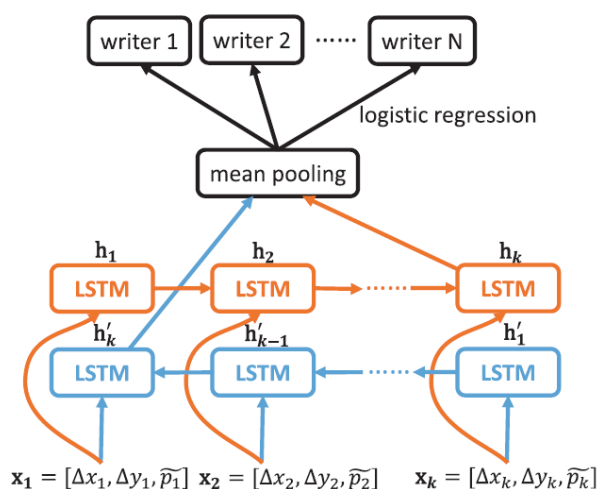 writer 1 writer 2 ...... writer N
logistic regression
mean pooling
h₁ h₂ hₖ
LSTM LSTM ...... LSTM
h′ₖ h′ₖ₋₁ h′₁
LSTM LSTM ...... LSTM
x₁ = [Δx₁, Δy₁, p̃₁] x₂ = [Δx₂, Δy₂, p̃₂] xₖ = [Δxₖ, Δyₖ, p̃ₖ]